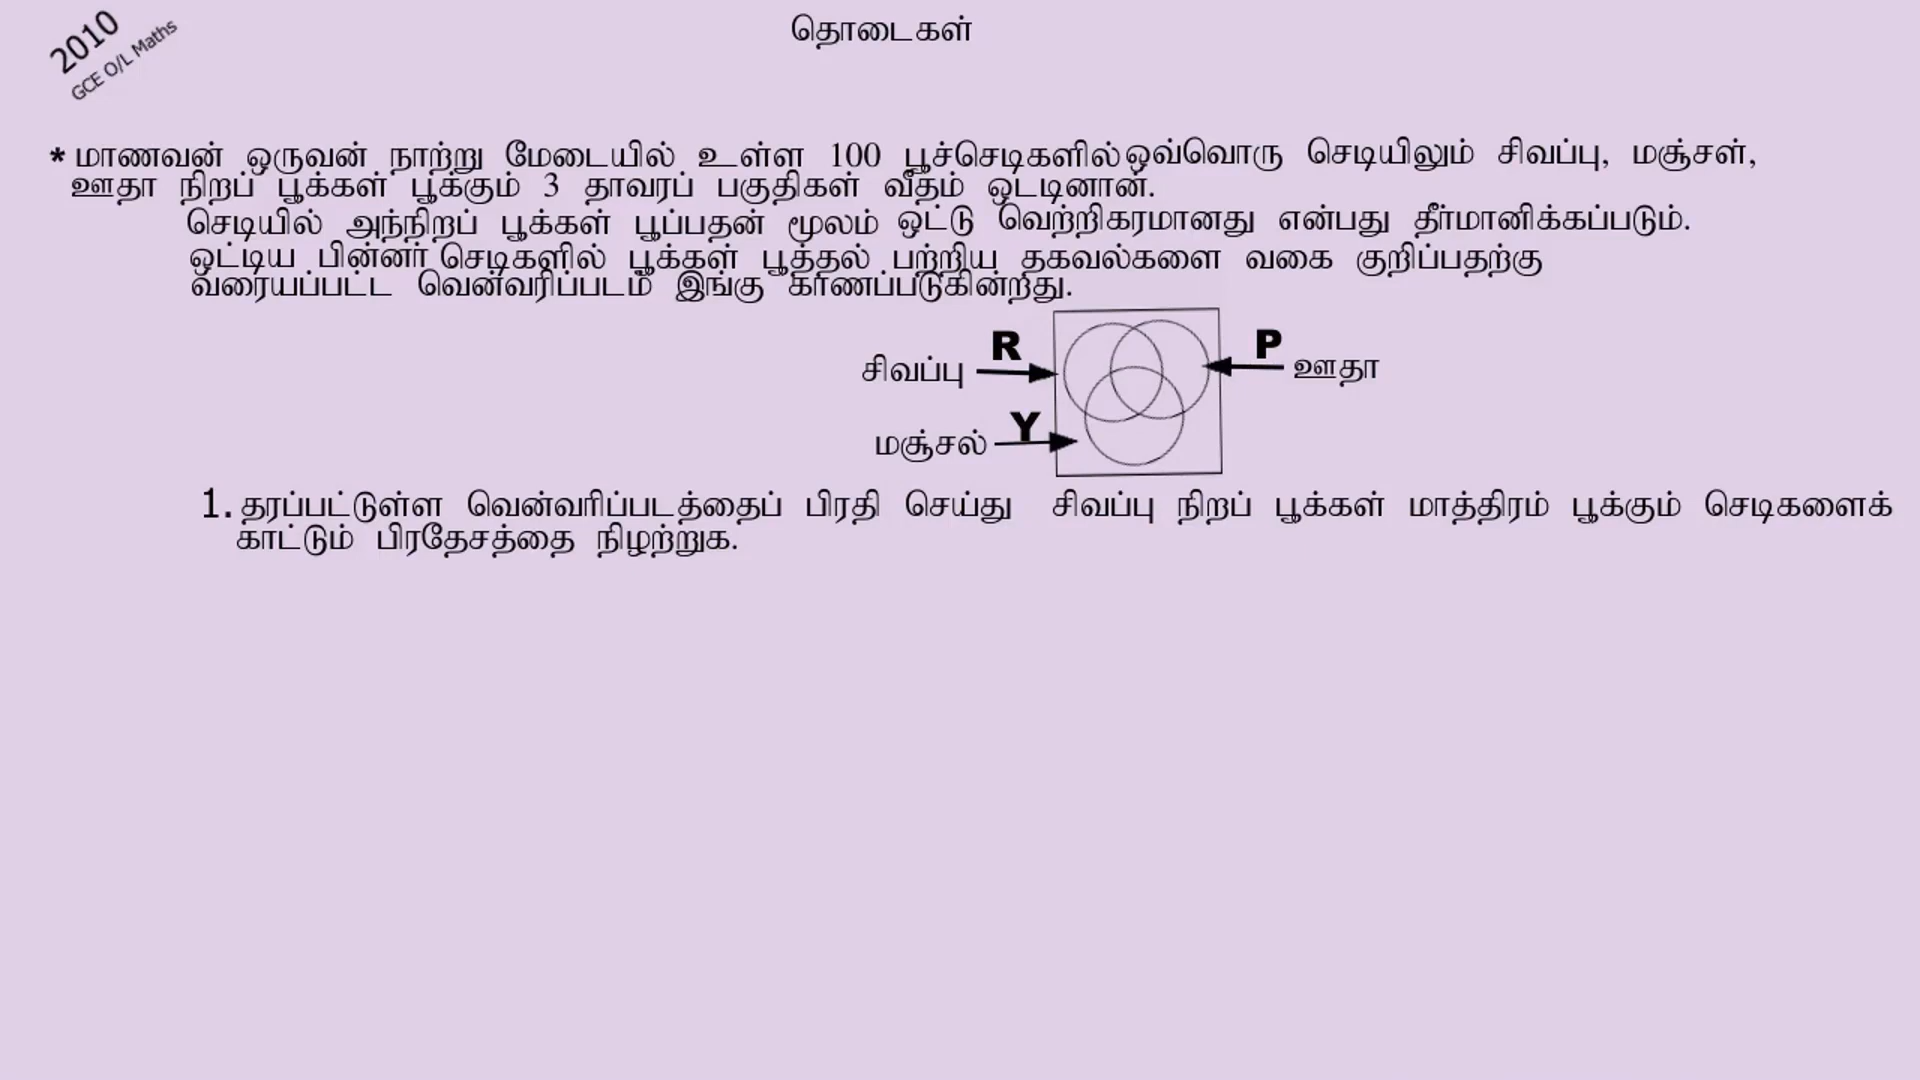 2010
GCE O/L Maths
தொடைகள்
* மாணவன் ஒருவன் நாற்று மேடையில் உள்ள 100 பூச்செடிகளில் ஒவ்வொரு செடியிலும் சிவப்பு, மஞ்சள்,
ஊதா நிறப் பூக்கள் பூக்கும் 3 தாவரப் பகுதிகள் வீதம் ஒட்டினான்.
செடியில் அந்நிறப் பூக்கள் பூப்பதன் மூலம் ஒட்டு வெற்றிகரமானது என்பது தீர்மானிக்கப்படும்.
ஒட்டிய பின்னர் செடிகளில் பூக்கள் பூத்தல் பற்றிய தகவல்களை வகை குறிப்பதற்கு
வரையப்பட்ட வென்வரிப்படம் இங்கு காணப்படுகின்றது.
R
P
சிவப்பு
ஊதா
Y
மஞ்சல்
1. தரப்பட்டுள்ள வென்வரிப்படத்தைப் பிரதி செய்து சிவப்பு நிறப் பூக்கள் மாத்திரம் பூக்கும் செடிகளைக்
காட்டும் பிரதேசத்தை நிழற்றுக.